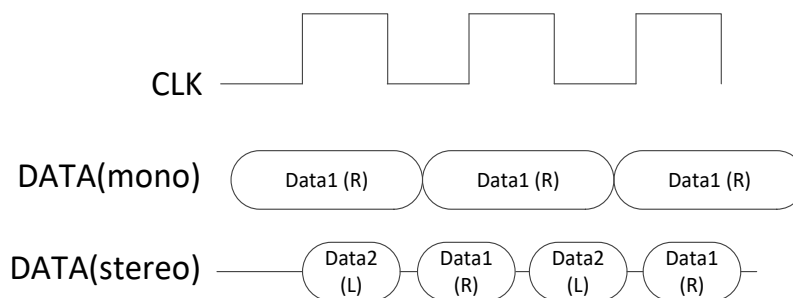 CLK
DATA(mono)
Data1 (R)
Data1 (R)
Data1 (R)
DATA(stereo)
Data2
(L)
Data1
(R)
Data2
(L)
Data1
(R)